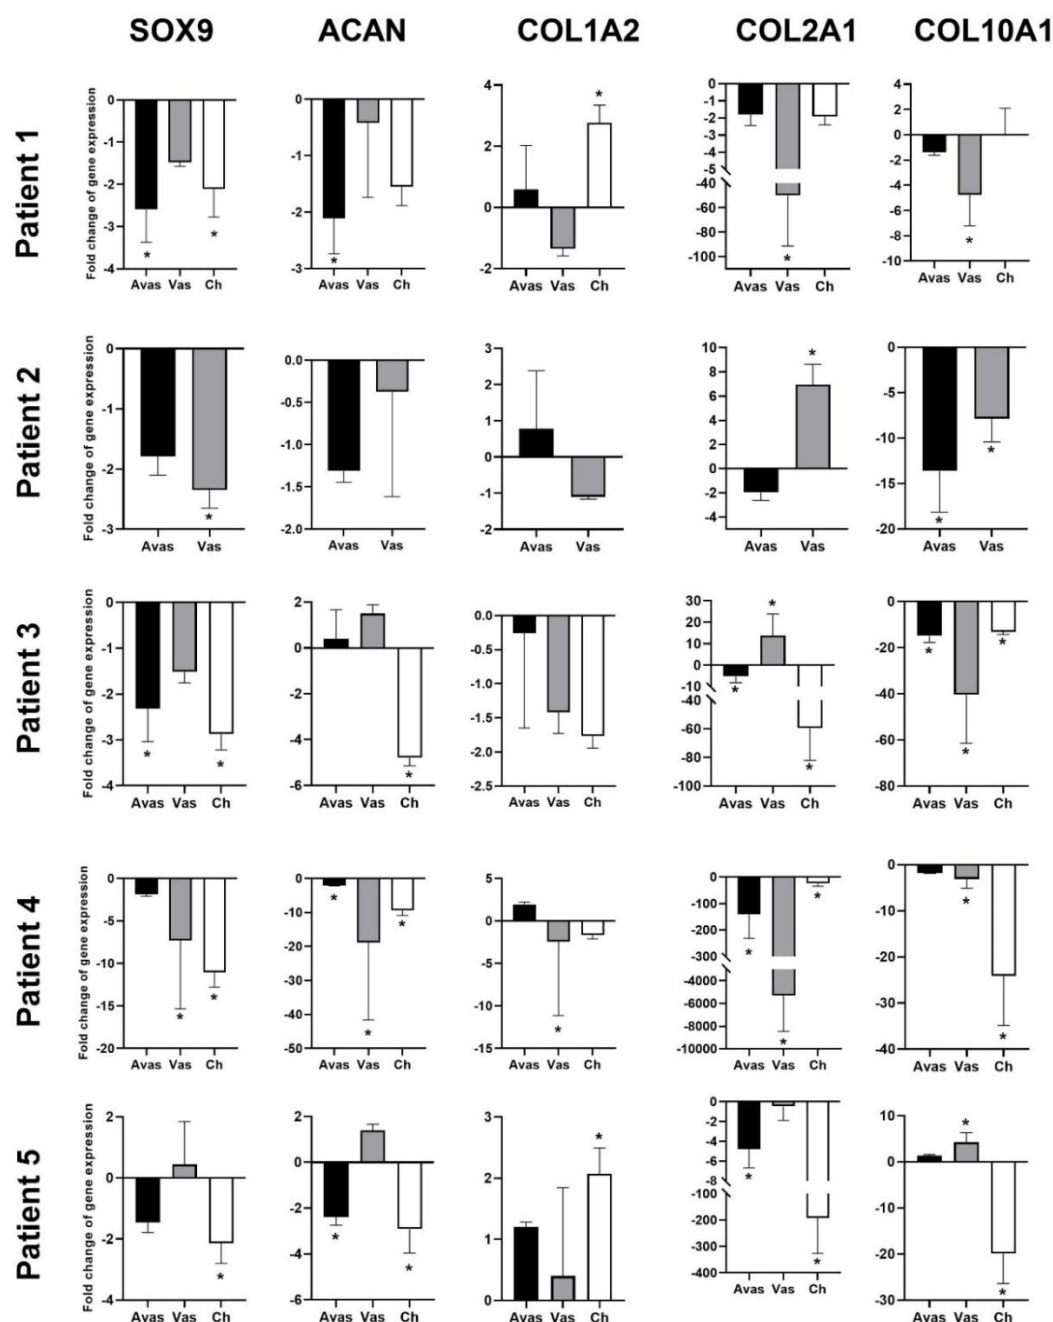 SOX9 ACAN COL1A2 COL2A1 COL10A1
Patient 1
Fold change of gene expression
0 -1 -2 -3 -4
* *
Avas Vas Ch
0 -1 -2 -3
*
Avas Vas Ch
4 2 0 -2
*
Avas Vas Ch
0 -1 -2 -3 -4 -5 -40 -60 -80 -100
*
Avas Vas Ch
4 2 0 -2 -4 -6 -8 -10
*
Avas Vas Ch
Patient 2
Fold change of gene expression
0 -1 -2 -3
*
Avas Vas
0.0 -0.5 -1.0 -1.5 -2.0
Avas Vas
3 2 1 0 -1 -2
Avas Vas
10 8 6 4 2 0 -2 -4
*
Avas Vas
0 -5 -10 -15 -20
* *
Avas Vas
Patient 3
Fold change of gene expression
0 -1 -2 -3 -4
* *
Avas Vas Ch
2 0 -2 -4 -6
*
Avas Vas Ch
0.0 -0.5 -1.0 -1.5 -2.0 -2.5
Avas Vas Ch
30 20 10 0 -10 -40 -60 -80 -100
* * *
Avas Vas Ch
0 -20 -40 -60 -80
* * *
Avas Vas Ch
Patient 4
Fold change of gene expression
0 -5 -10 -15 -20
* *
Avas Vas Ch
0 -10 -20 -30 -40 -50
* * *
Avas Vas Ch
5 0 -5 -10 -15
*
Avas Vas Ch
0 -100 -200 -300 -4000 -6000 -8000 -10000
* * *
Avas Vas Ch
0 -10 -20 -30 -40
* *
Avas Vas Ch
Patient 5
Fold change of gene expression
2 0 -2 -4
*
Avas Vas Ch
2 0 -2 -4 -6
* *
Avas Vas Ch
3 2 1 0
*
Avas Vas Ch
0 -2 -4 -6 -8 -100 -200 -300 -400
* *
Avas Vas Ch
10 0 -10 -20 -30
* *
Avas Vas Ch